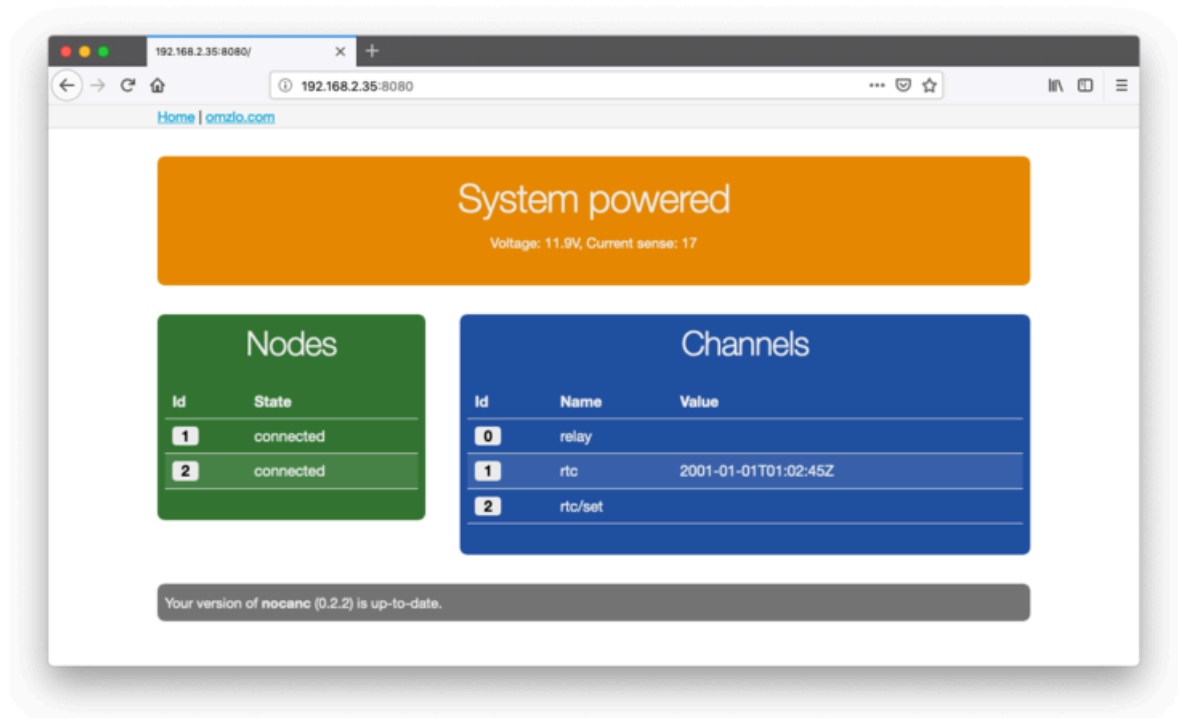 192.168.2.35:8080/
192.168.2.35:8080
Home | omzlo.com
System powered
Voltage: 11.9V, Current sense: 17
Nodes
Id State
1 connected
2 connected
Channels
Id Name Value
0 relay
1 rtc 2001-01-01T01:02:45Z
2 rtc/set
Your version of nocanc (0.2.2) is up-to-date.